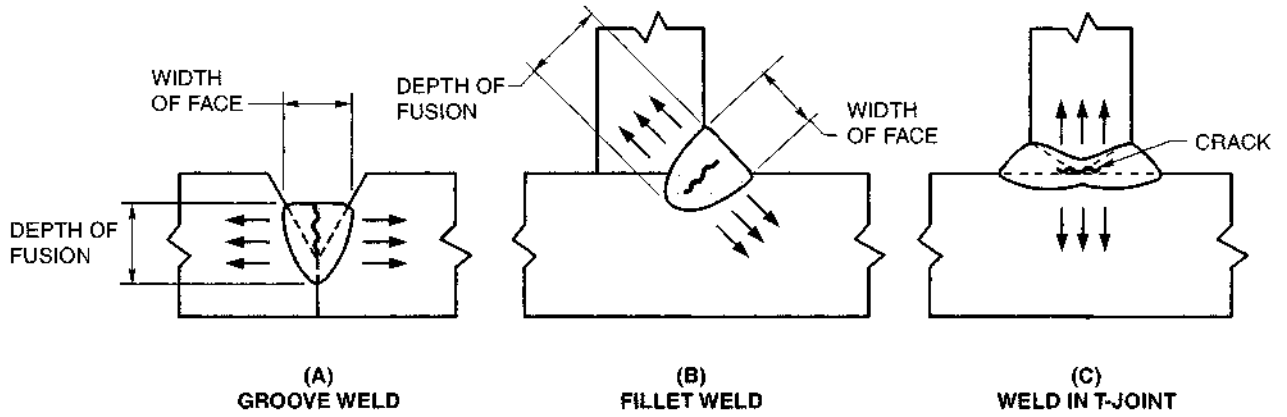 WIDTH
OF FACE
DEPTH OF
FUSION
(A)
GROOVE WELD
DEPTH OF
FUSION
WIDTH
OF FACE
(B)
FILLET WELD
CRACK
(C)
WELD IN T-JOINT